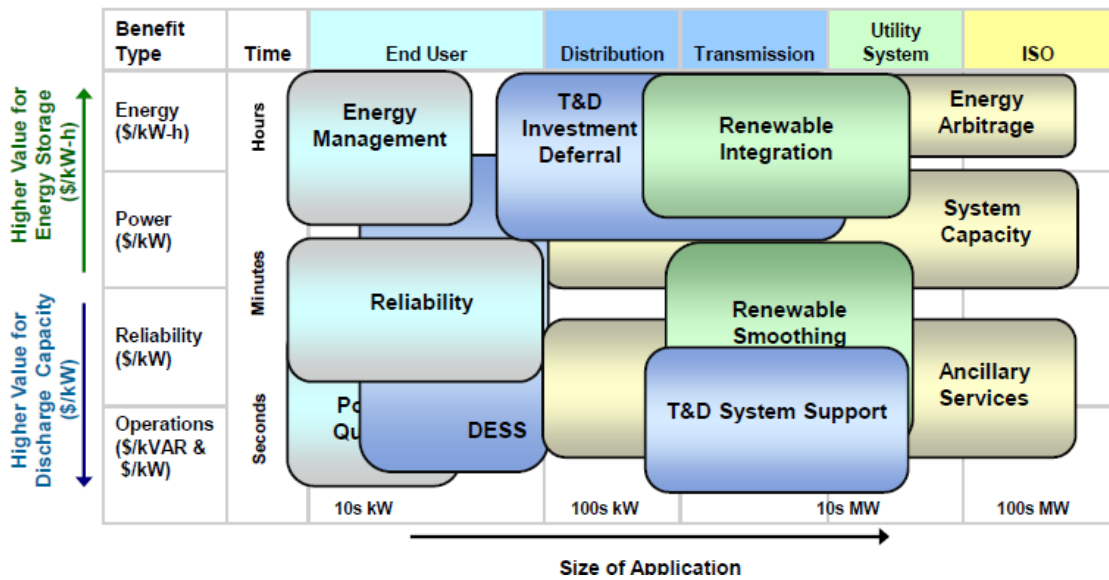 Benefit
Type
Time
End User
Distribution
Transmission
Utility
System
ISO
Higher Value for
Energy Storage
($/kW-h)
Higher Value for
Discharge Capacity
($/kW)
Energy
($/kW-h)
Power
($/kW)
Reliability
($/kW)
Operations
($/kVAR &
$/kW)
Hours
Minutes
Seconds
Energy
Management
T&D
Investment
Deferral
Renewable
Integration
Energy
Arbitrage
System
Capacity
Reliability
Renewable
Smoothing
Ancillary
Services
Po
Qu
DESS
T&D System Support
10s kW
100s kW
10s MW
100s MW
Size of Application